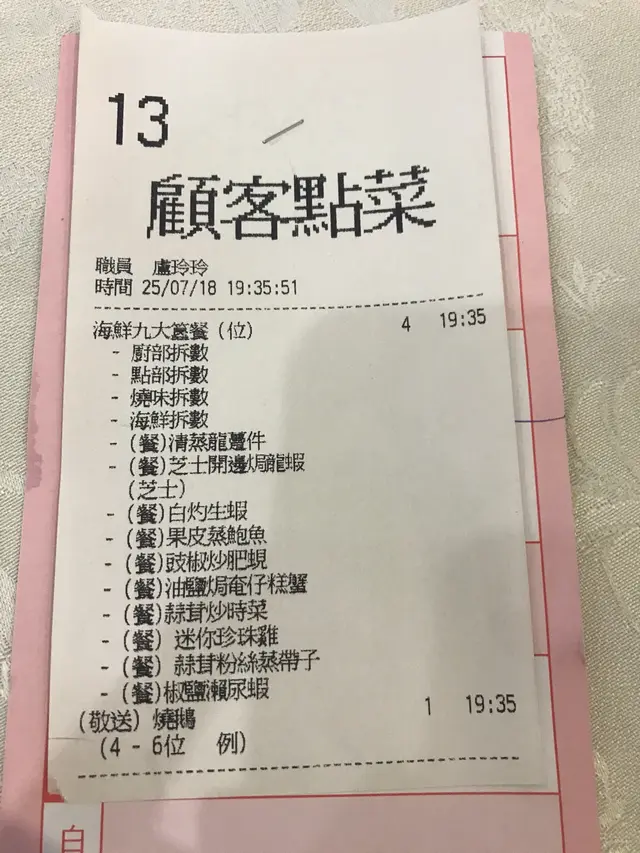 13
顧客點菜
職員 盧玲玲
時間 25/07/18 19:35:51
海鮮九大簋餐(位) 4 19:35
- 廚部拆數
- 點部拆數
- 燒味拆數
- 海鮮拆數
- (餐)清蒸龍躉件
- (餐)芝士開邊焗龍蝦
(芝士)
- (餐)白灼生蝦
- (餐)果皮蒸鮑魚
- (餐)豉椒炒肥蜆
- (餐)油鹽焗奄仔糕蟹
- (餐)蒜茸炒時菜
- (餐) 迷你珍珠雞
- (餐) 蒜茸粉絲蒸帶子
- (餐)椒鹽瀨尿蝦
(敬送) 燒鵝 1 19:35
(4 - 6位 例)
白